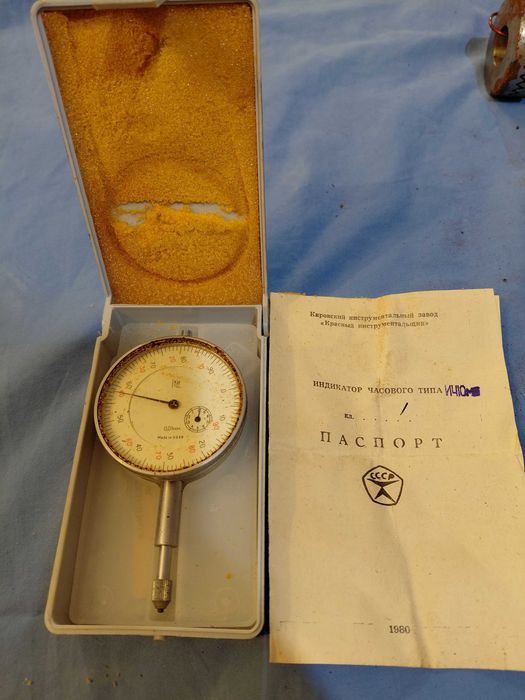 Кировский инструментальный завод
«Красный инструментальщик»
ИНДИКАТОР ЧАСОВОГО ТИПА ИЧ10МБ
кл. . . 1 . .
ПАСПОРТ
СССР
1980
0,01mm
Made in USSR